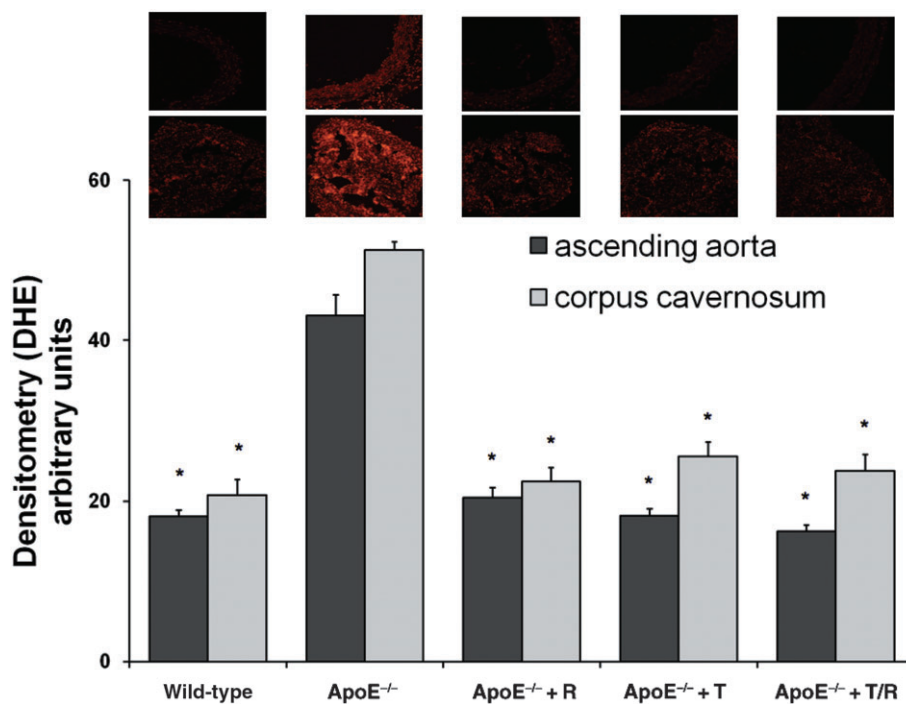 60
40
20
0
Densitometry (DHE)
arbitrary units
ascending aorta
corpus cavernosum
*
*
*
*
*
*
*
*
Wild-type
ApoE⁻/⁻
ApoE⁻/⁻ + R
ApoE⁻/⁻ + T
ApoE⁻/⁻ + T/R